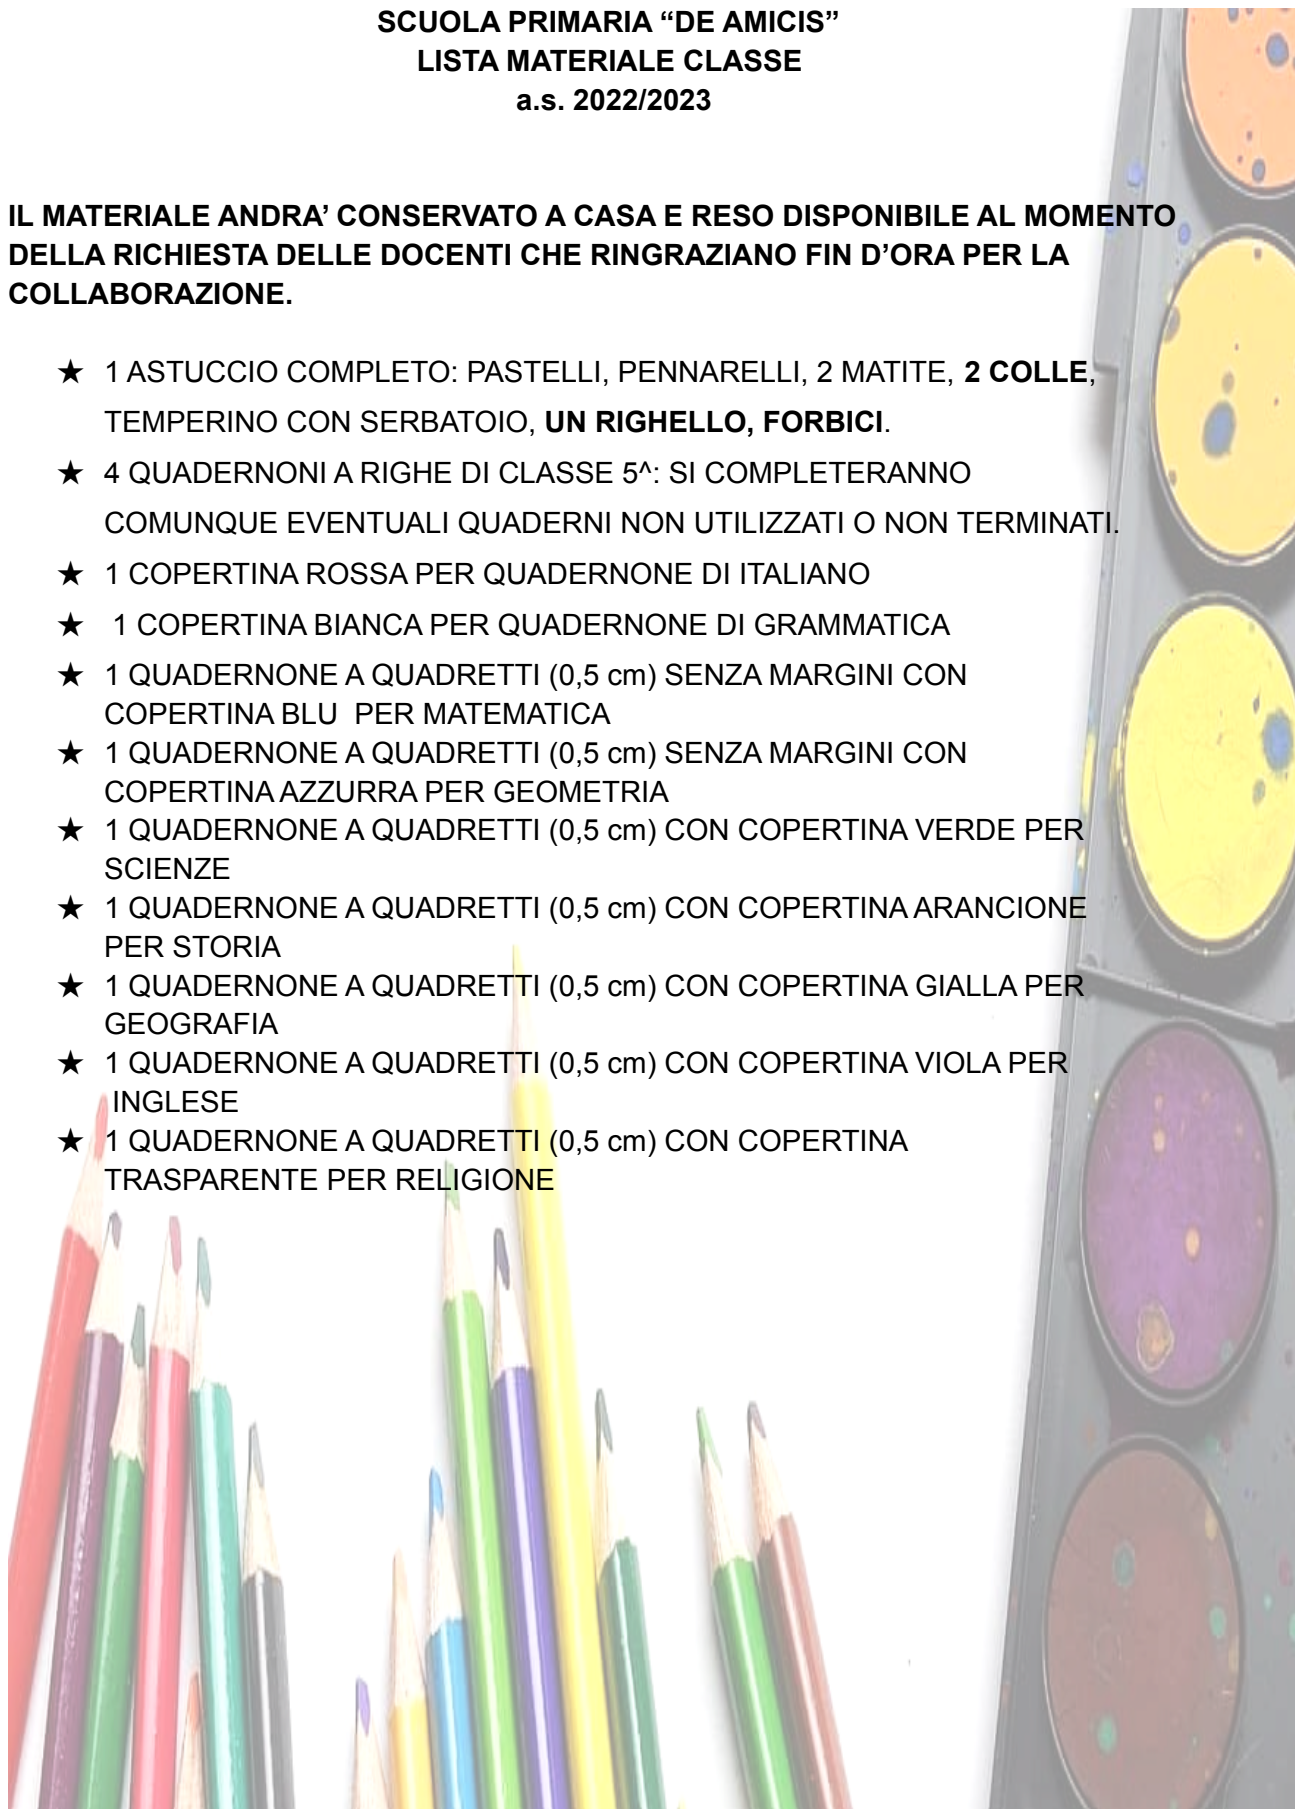 SCUOLA PRIMARIA “DE AMICIS”
LISTA MATERIALE CLASSE
a.s. 2022/2023
IL MATERIALE ANDRA’ CONSERVATO A CASA E RESO DISPONIBILE AL MOMENTO
DELLA RICHIESTA DELLE DOCENTI CHE RINGRAZIANO FIN D’ORA PER LA
COLLABORAZIONE.
★ 1 ASTUCCIO COMPLETO: PASTELLI, PENNARELLI, 2 MATITE, 2 COLLE,
TEMPERINO CON SERBATOIO, UN RIGHELLO, FORBICI.
★ 4 QUADERNONI A RIGHE DI CLASSE 5^: SI COMPLETERANNO
COMUNQUE EVENTUALI QUADERNI NON UTILIZZATI O NON TERMINATI.
★ 1 COPERTINA ROSSA PER QUADERNONE DI ITALIANO
★ 1 COPERTINA BIANCA PER QUADERNONE DI GRAMMATICA
★ 1 QUADERNONE A QUADRETTI (0,5 cm) SENZA MARGINI CON
COPERTINA BLU PER MATEMATICA
★ 1 QUADERNONE A QUADRETTI (0,5 cm) SENZA MARGINI CON
COPERTINA AZZURRA PER GEOMETRIA
★ 1 QUADERNONE A QUADRETTI (0,5 cm) CON COPERTINA VERDE PER
SCIENZE
★ 1 QUADERNONE A QUADRETTI (0,5 cm) CON COPERTINA ARANCIONE
PER STORIA
★ 1 QUADERNONE A QUADRETTI (0,5 cm) CON COPERTINA GIALLA PER
GEOGRAFIA
★ 1 QUADERNONE A QUADRETTI (0,5 cm) CON COPERTINA VIOLA PER
INGLESE
★ 1 QUADERNONE A QUADRETTI (0,5 cm) CON COPERTINA
TRASPARENTE PER RELIGIONE